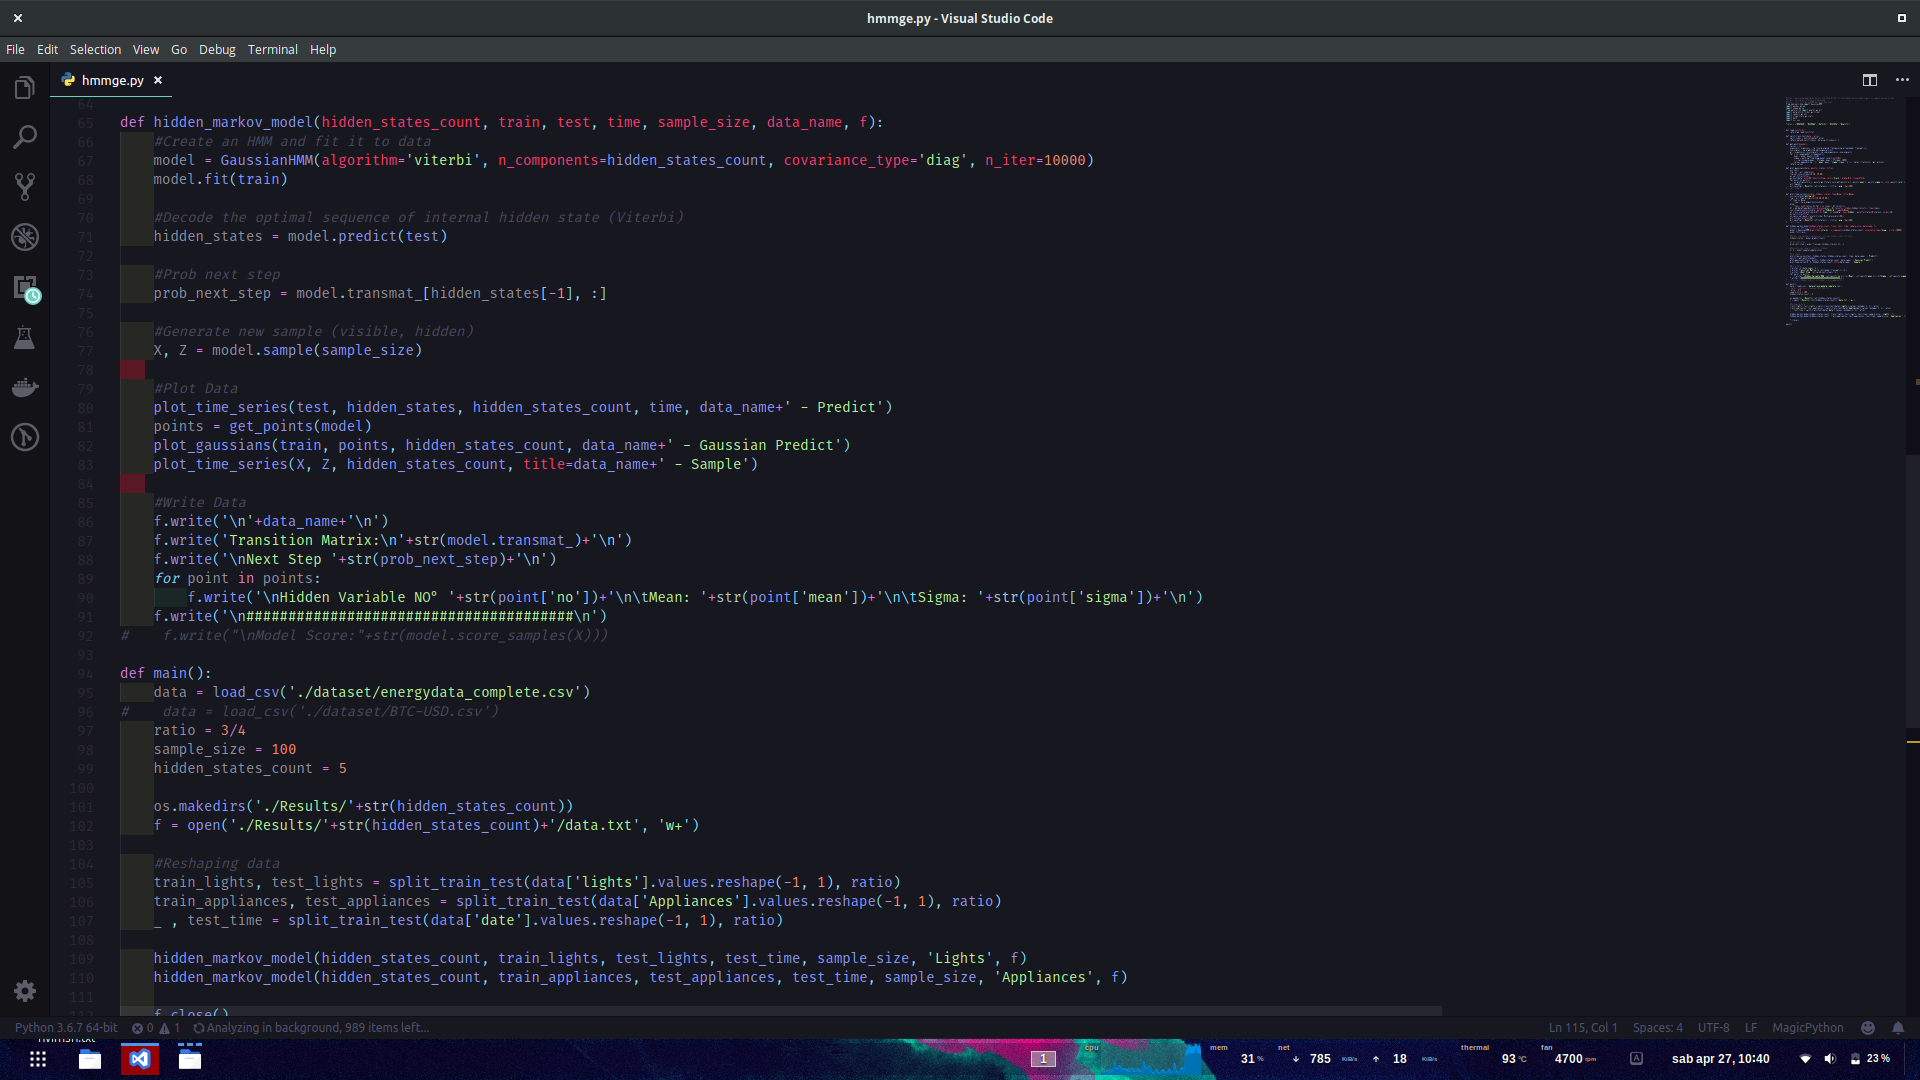 hmmge.py - Visual Studio Code
File Edit Selection View Go Debug Terminal Help
hmmge.py
64
65 def hidden_markov_model(hidden_states_count, train, test, time, sample_size, data_name, f):
66     #Create an HMM and fit it to data
67     model = GaussianHMM(algorithm='viterbi', n_components=hidden_states_count, covariance_type='diag', n_iter=10000)
68     model.fit(train)
69
70     #Decode the optimal sequence of internal hidden state (Viterbi)
71     hidden_states = model.predict(test)
72
73     #Prob next step
74     prob_next_step = model.transmat_[hidden_states[-1], :]
75
76     #Generate new sample (visible, hidden)
77     X, Z = model.sample(sample_size)
78
79     #Plot Data
80     plot_time_series(test, hidden_states, hidden_states_count, time, data_name+' - Predict')
81     points = get_points(model)
82     plot_gaussians(train, points, hidden_states_count, data_name+' - Gaussian Predict')
83     plot_time_series(X, Z, hidden_states_count, title=data_name+' - Sample')
84
85     #Write Data
86     f.write('\n'+data_name+'\n')
87     f.write('Transition Matrix:\n'+str(model.transmat_)+'\n')
88     f.write('\nNext Step '+str(prob_next_step)+'\n')
89     for point in points:
90         f.write('\nHidden Variable NO° '+str(point['no'])+'\n\tMean: '+str(point['mean'])+'\n\tSigma: '+str(point['sigma'])+'\n')
91     f.write('\n#######################################\n')
92 #    f.write("\nModel Score:"+str(model.score_samples(X)))
93
94 def main():
95     data = load_csv('./dataset/energydata_complete.csv')
96 #    data = load_csv('./dataset/BTC-USD.csv')
97     ratio = 3/4
98     sample_size = 100
99     hidden_states_count = 5
100
101     os.makedirs('./Results/'+str(hidden_states_count))
102     f = open('./Results/'+str(hidden_states_count)+'/data.txt', 'w+')
103
104     #Reshaping data
105     train_lights, test_lights = split_train_test(data['lights'].values.reshape(-1, 1), ratio)
106     train_appliances, test_appliances = split_train_test(data['Appliances'].values.reshape(-1, 1), ratio)
107     _ , test_time = split_train_test(data['date'].values.reshape(-1, 1), ratio)
108
109     hidden_markov_model(hidden_states_count, train_lights, test_lights, test_time, sample_size, 'Lights', f)
110     hidden_markov_model(hidden_states_count, train_appliances, test_appliances, test_time, sample_size, 'Appliances', f)
111
112     f.close()
Python 3.6.7 64-bit 0 1 Analyzing in background, 989 items left... Ln 115, Col 1 Spaces: 4 UTF-8 LF MagicPython
1 cpu mem 31 % net 785 KiB/s 18 KiB/s thermal 93 °C fan 4700 rpm A sab apr 27, 10:40 23 %